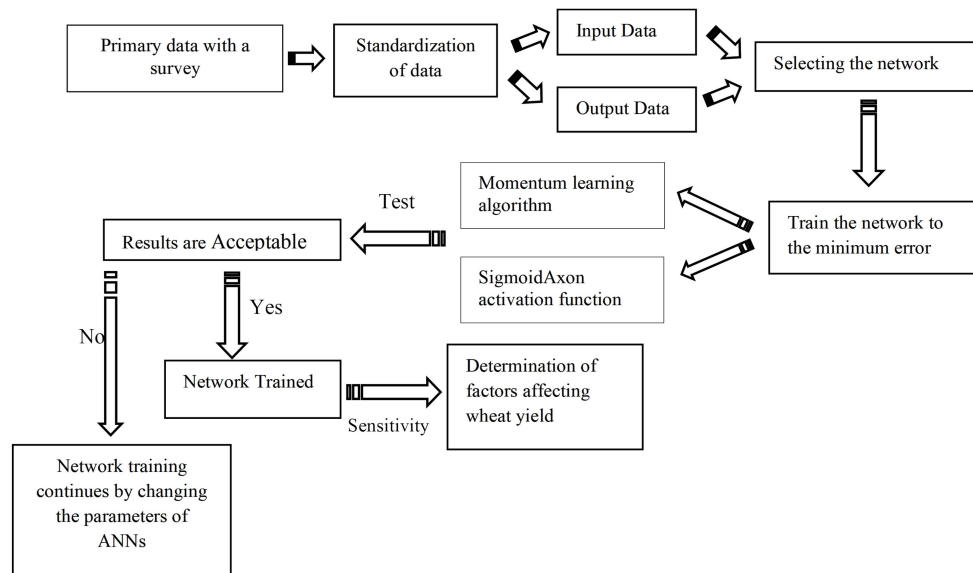 Primary data with a
survey
Standardization
of data
Input Data
Output Data
Selecting the network
Train the network to
the minimum error
Momentum learning
algorithm
SigmoidAxon
activation function
Test
Results are Acceptable
No
Yes
Network Trained
Sensitivity
Determination of
factors affecting
wheat yield
Network training
continues by changing
the parameters of
ANNs